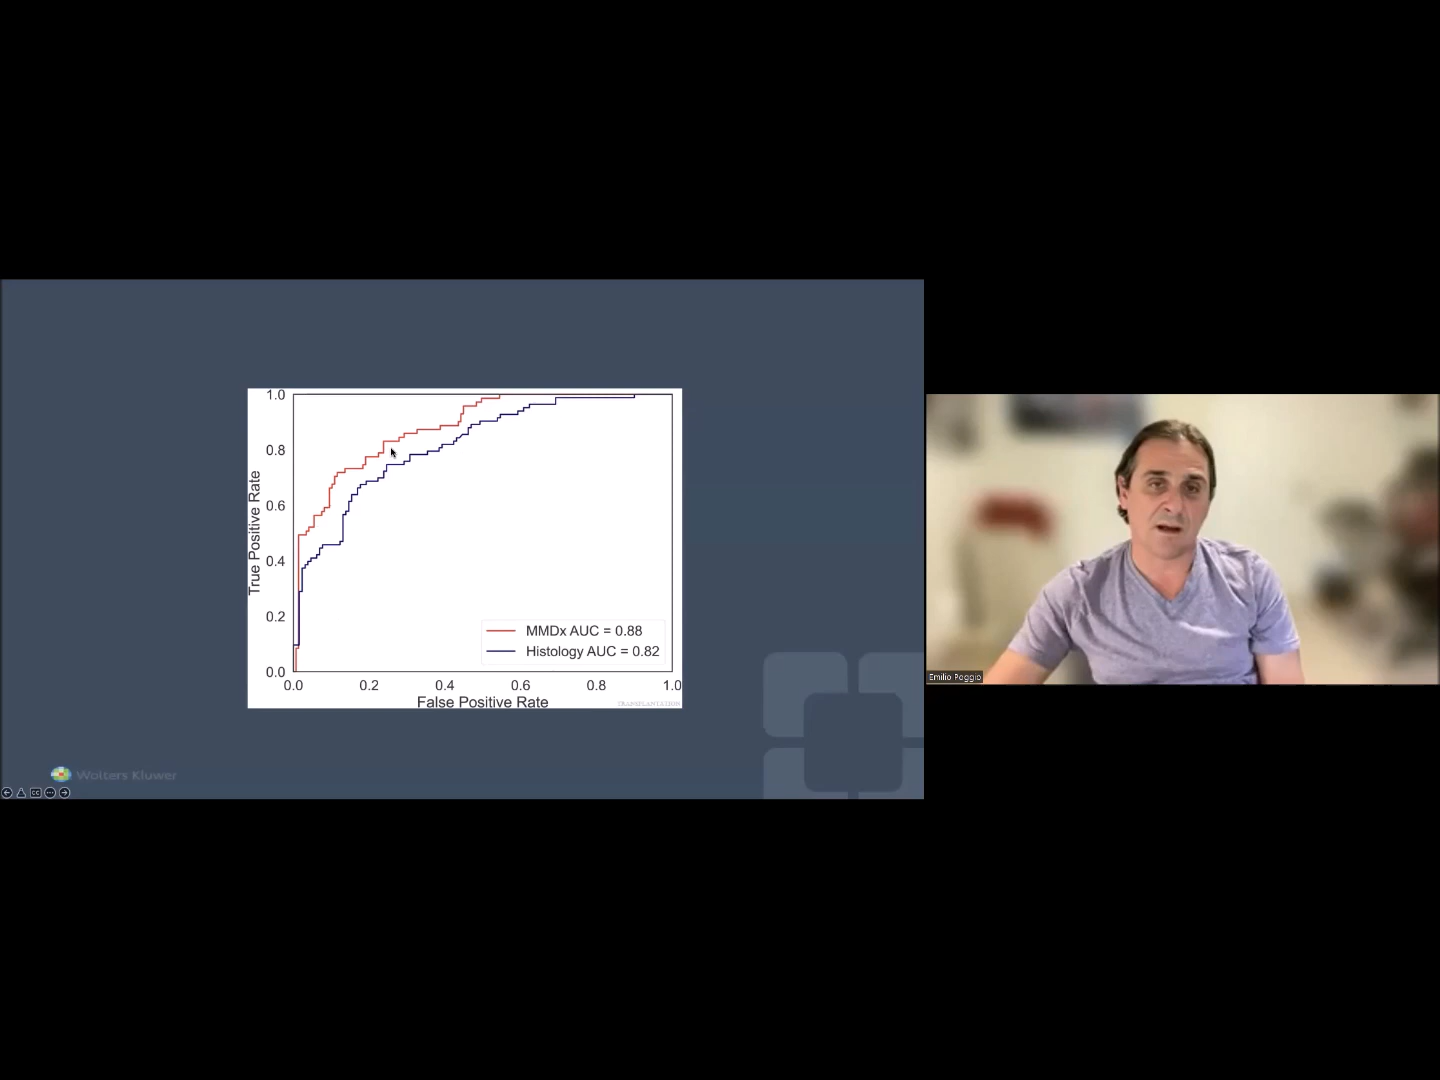 1.0
0.8
0.6
0.4
0.2
0.0
True Positive Rate
MMDx AUC = 0.88
Histology AUC = 0.82
0.0 0.2 0.4 0.6 0.8 1.0
False Positive Rate
TRANSPLANTATION
Wolters Kluwer
CC
Emilio Poggio